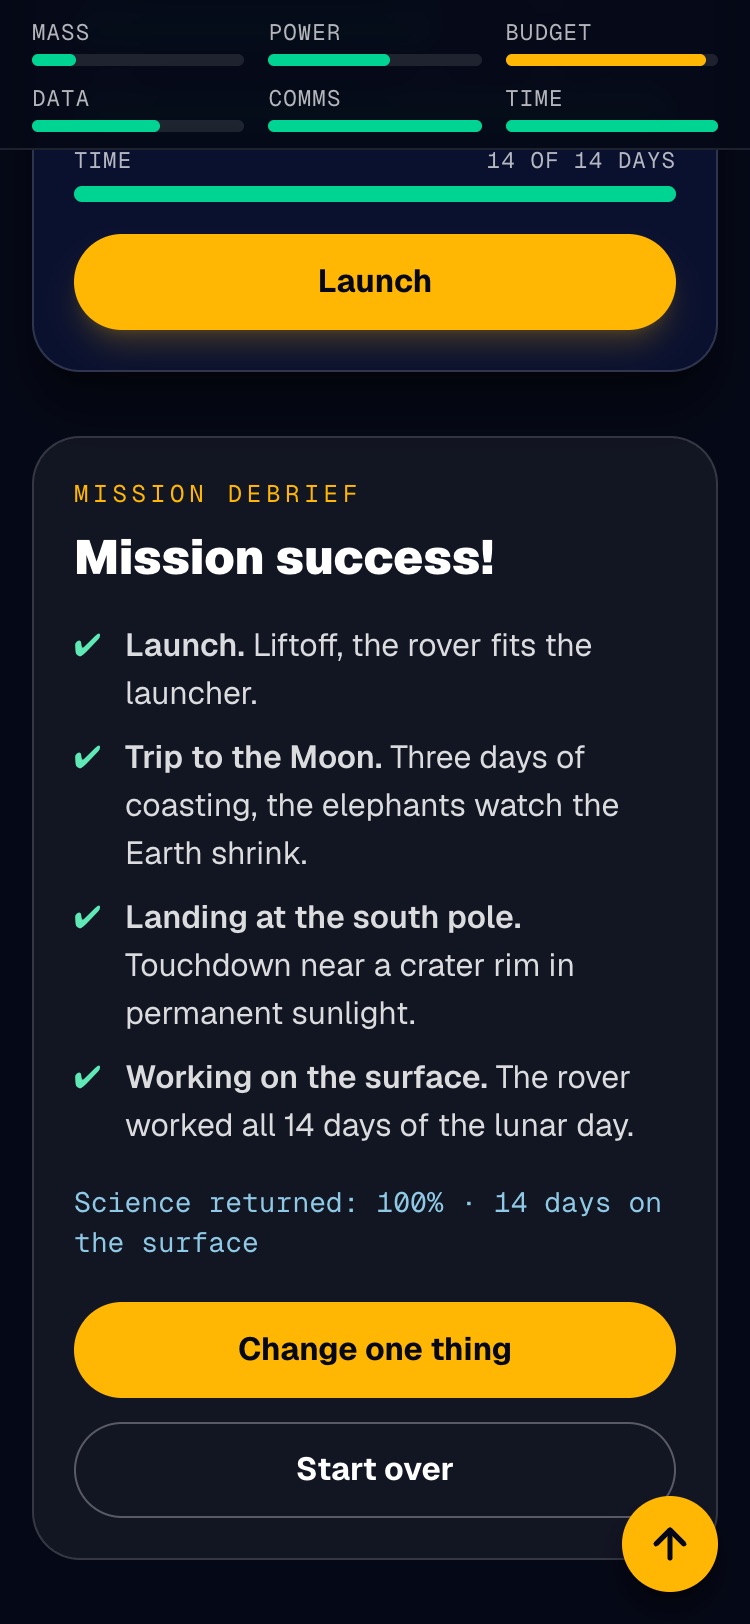 MASS
POWER
BUDGET
DATA
COMMS
TIME
TIME
14 OF 14 DAYS
Launch
MISSION DEBRIEF
Mission success!
✔ Launch. Liftoff, the rover fits the
launcher.
✔ Trip to the Moon. Three days of
coasting, the elephants watch the
Earth shrink.
✔ Landing at the south pole.
Touchdown near a crater rim in
permanent sunlight.
✔ Working on the surface. The rover
worked all 14 days of the lunar day.
Science returned: 100% · 14 days on
the surface
Change one thing
Start over